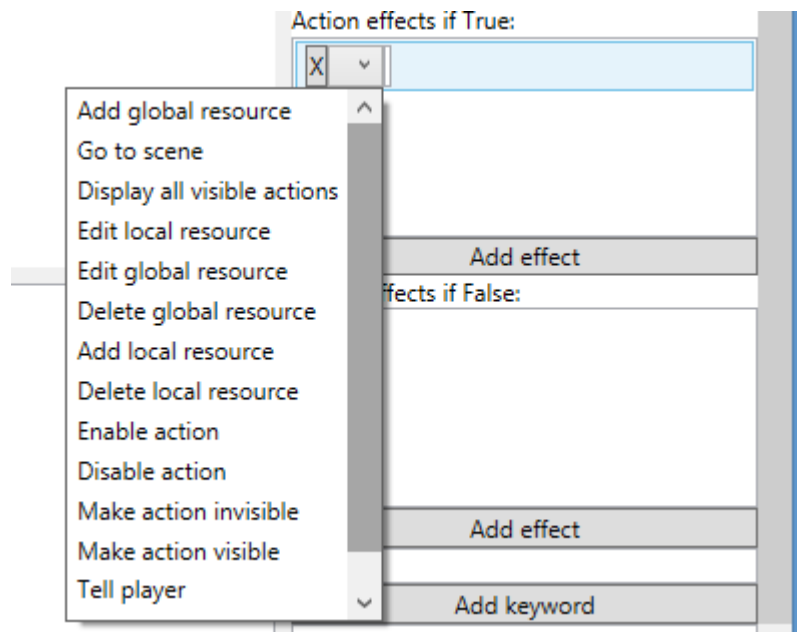 Action effects if True:
X
Add global resource
Go to scene
Display all visible actions
Edit local resource
Edit global resource
Delete global resource
Add local resource
Delete local resource
Enable action
Disable action
Make action invisible
Make action visible
Tell player
Add effect
ffects if False:
Add effect
Add keyword